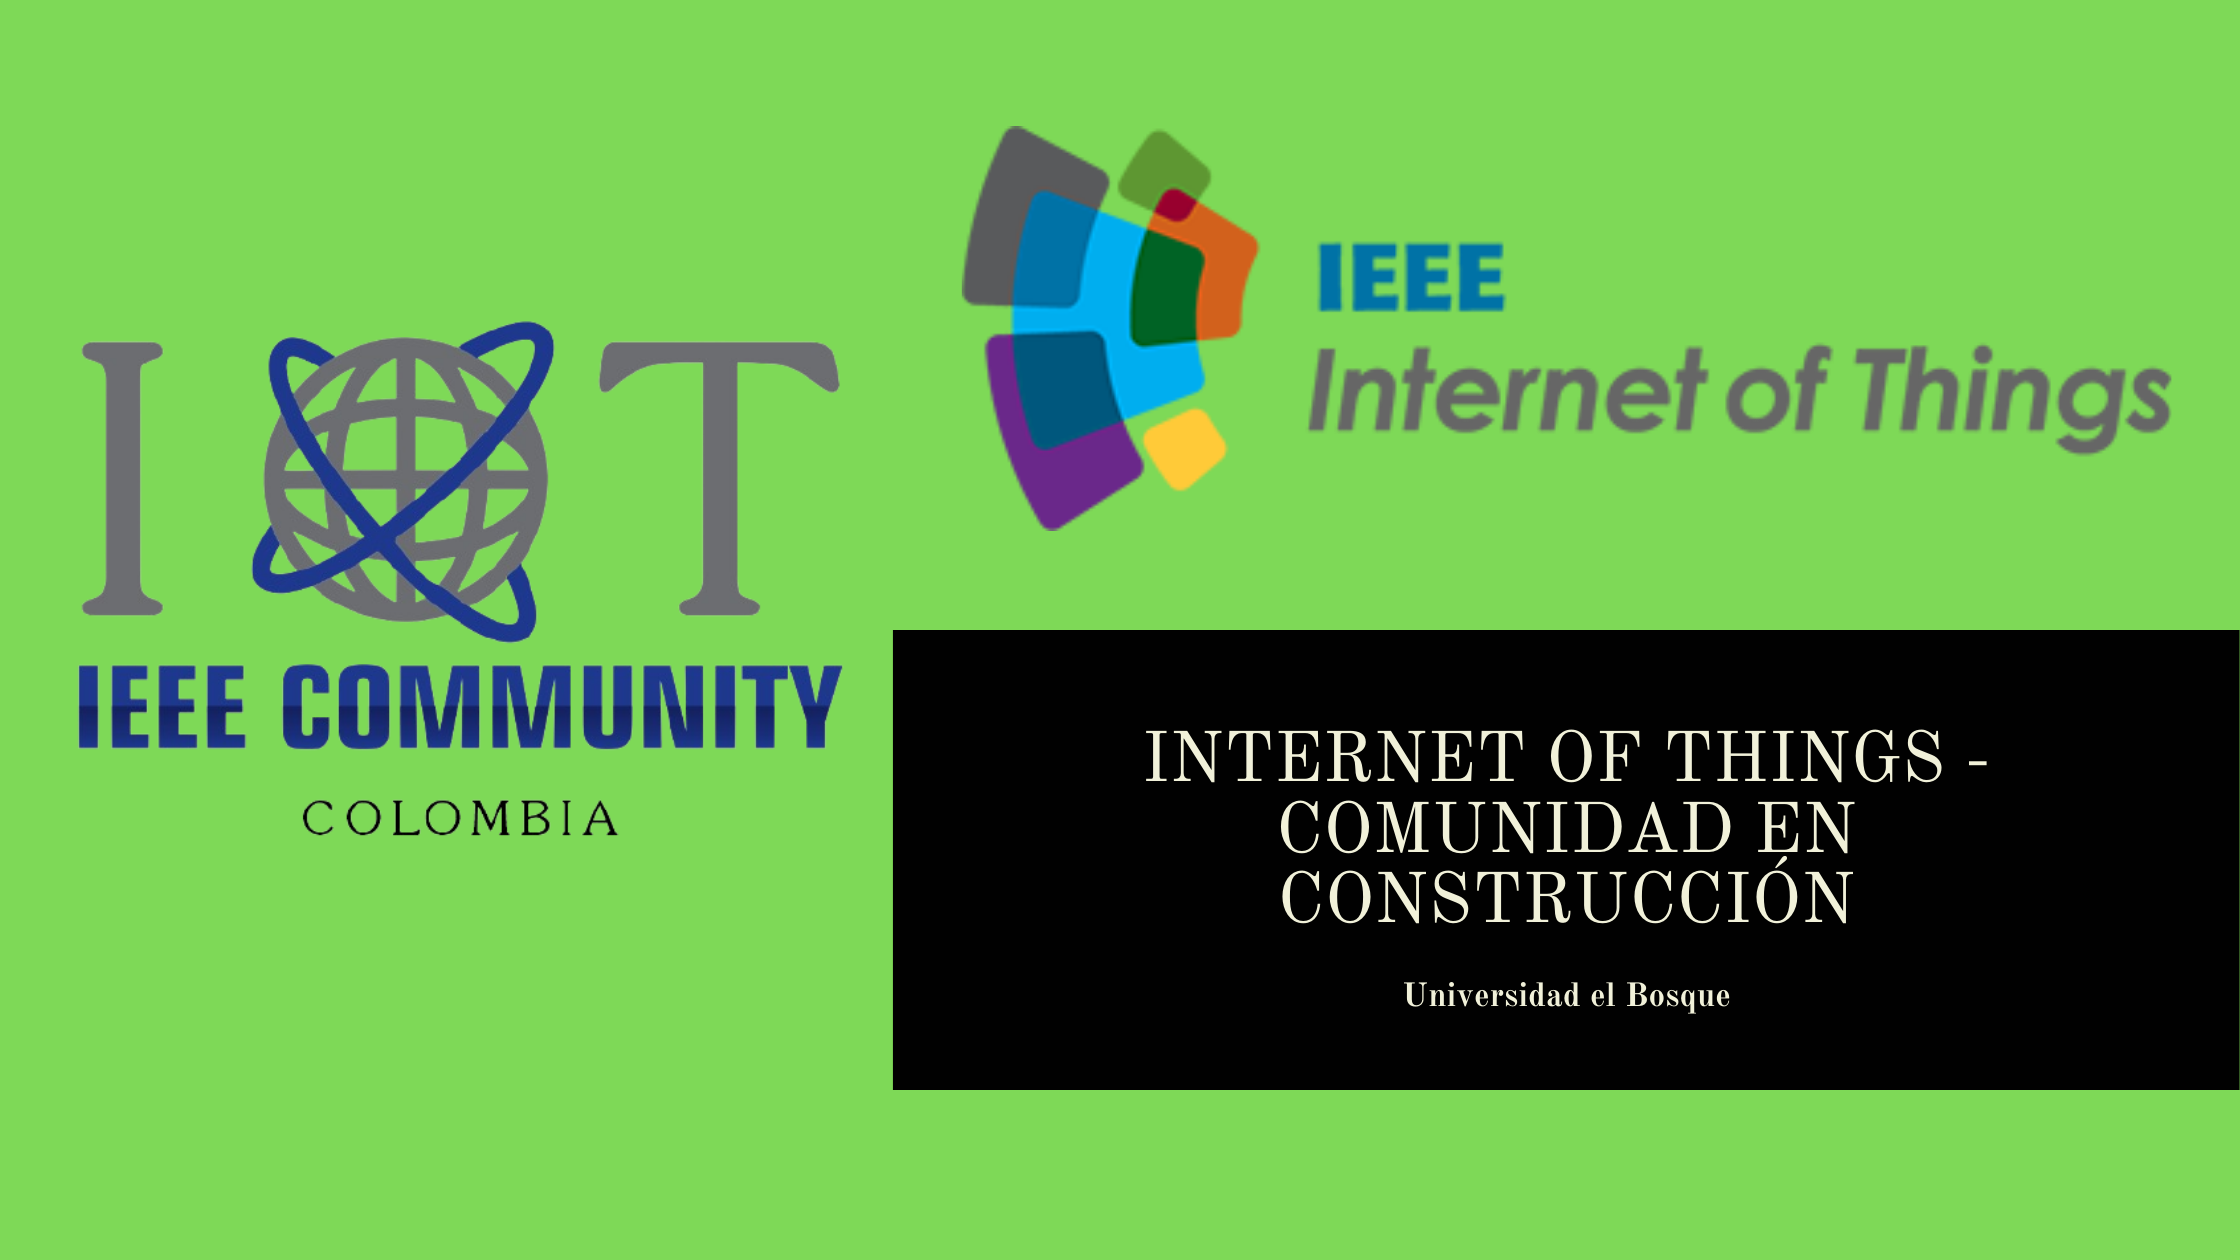 IOT
IEEE COMMUNITY
COLOMBIA
IEEE
Internet of Things
INTERNET OF THINGS -
COMUNIDAD EN
CONSTRUCCIÓN
Universidad el Bosque